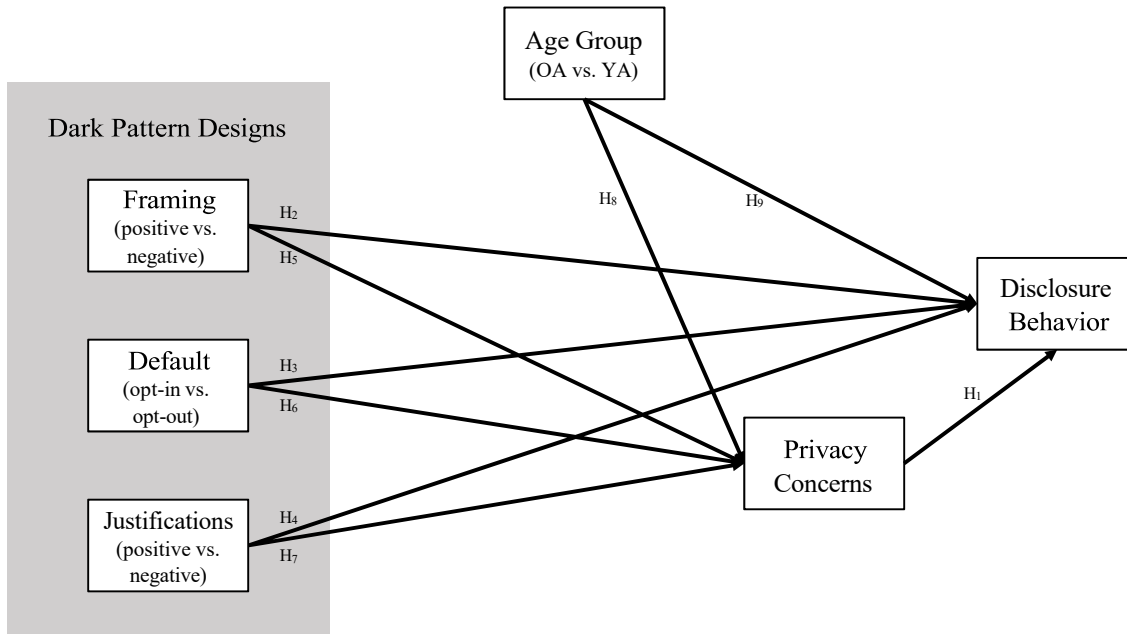 Age Group
(OA vs. YA)
Dark Pattern Designs
Framing
(positive vs.
negative)
H₂
H₅
H₈
H₉
Disclosure
Behavior
Default
(opt-in vs.
opt-out)
H₃
H₆
H₁
Privacy
Concerns
Justifications
(positive vs.
negative)
H₄
H₇